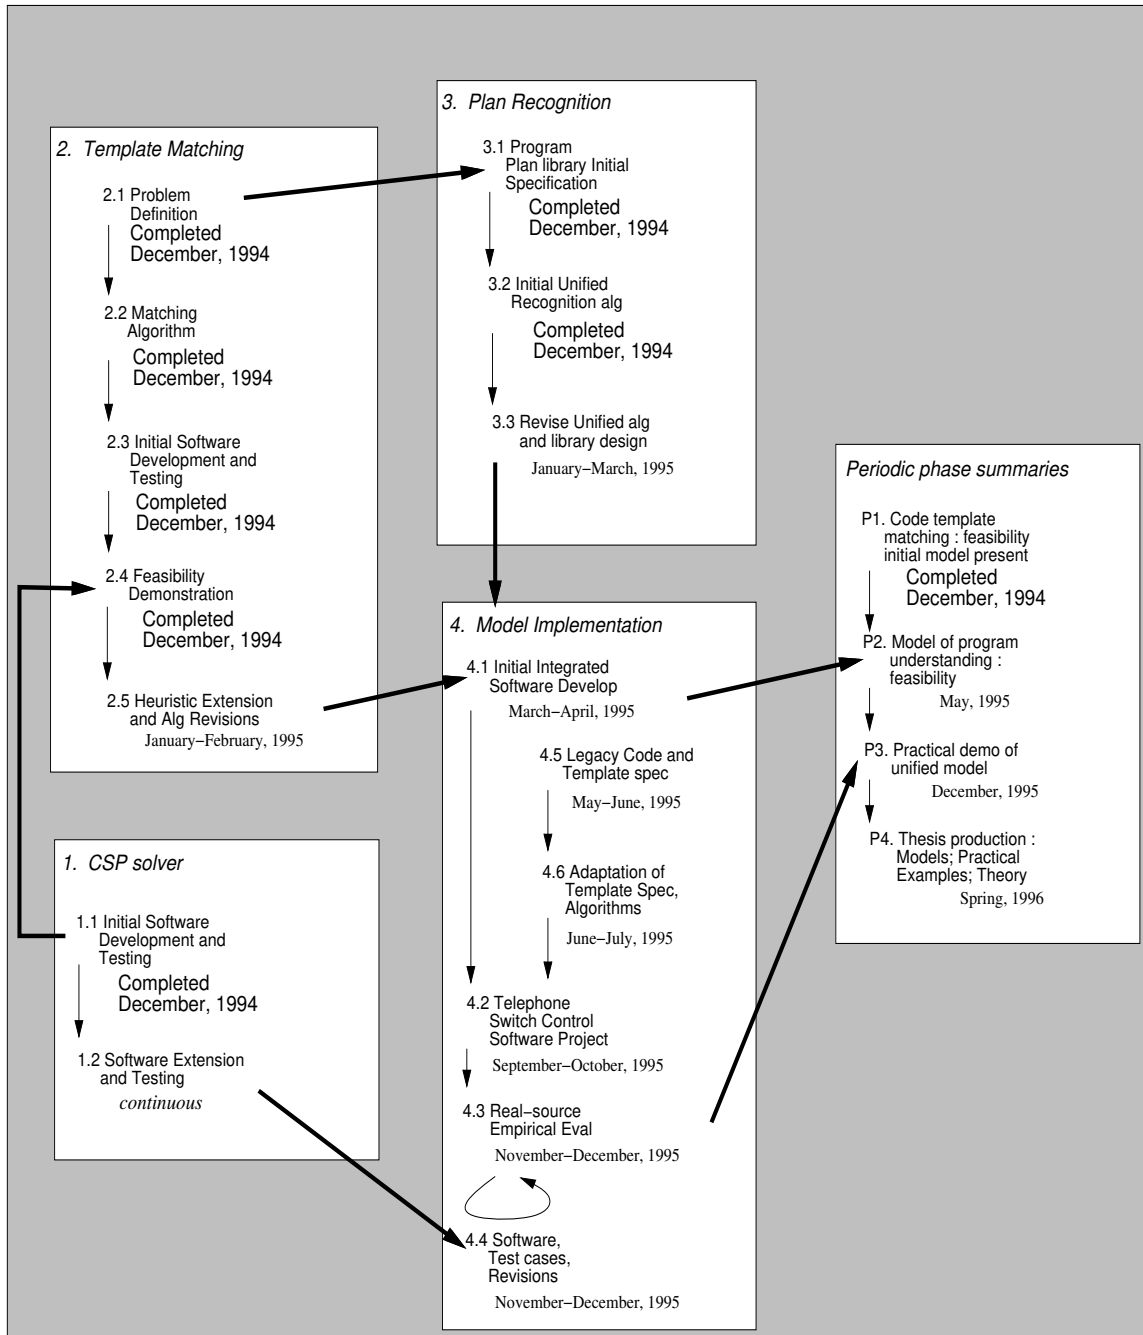 3. Plan Recognition
3.1 Program
Plan library Initial
Specification
Completed
December, 1994
3.2 Initial Unified
Recognition alg
Completed
December, 1994
3.3 Revise Unified alg
and library design
January–March, 1995
2. Template Matching
2.1 Problem
Definition
Completed
December, 1994
2.2 Matching
Algorithm
Completed
December, 1994
2.3 Initial Software
Development and
Testing
Completed
December, 1994
2.4 Feasibility
Demonstration
Completed
December, 1994
2.5 Heuristic Extension
and Alg Revisions
January–February, 1995
1. CSP solver
1.1 Initial Software
Development and
Testing
Completed
December, 1994
1.2 Software Extension
and Testing
continuous
4. Model Implementation
4.1 Initial Integrated
Software Develop
March–April, 1995
4.5 Legacy Code and
Template spec
May–June, 1995
4.6 Adaptation of
Template Spec,
Algorithms
June–July, 1995
4.2 Telephone
Switch Control
Software Project
September–October, 1995
4.3 Real–source
Empirical Eval
November–December, 1995
4.4 Software,
Test cases,
Revisions
November–December, 1995
Periodic phase summaries
P1. Code template
matching : feasibility
initial model present
Completed
December, 1994
P2. Model of program
understanding :
feasibility
May, 1995
P3. Practical demo of
unified model
December, 1995
P4. Thesis production :
Models; Practical
Examples; Theory
Spring, 1996